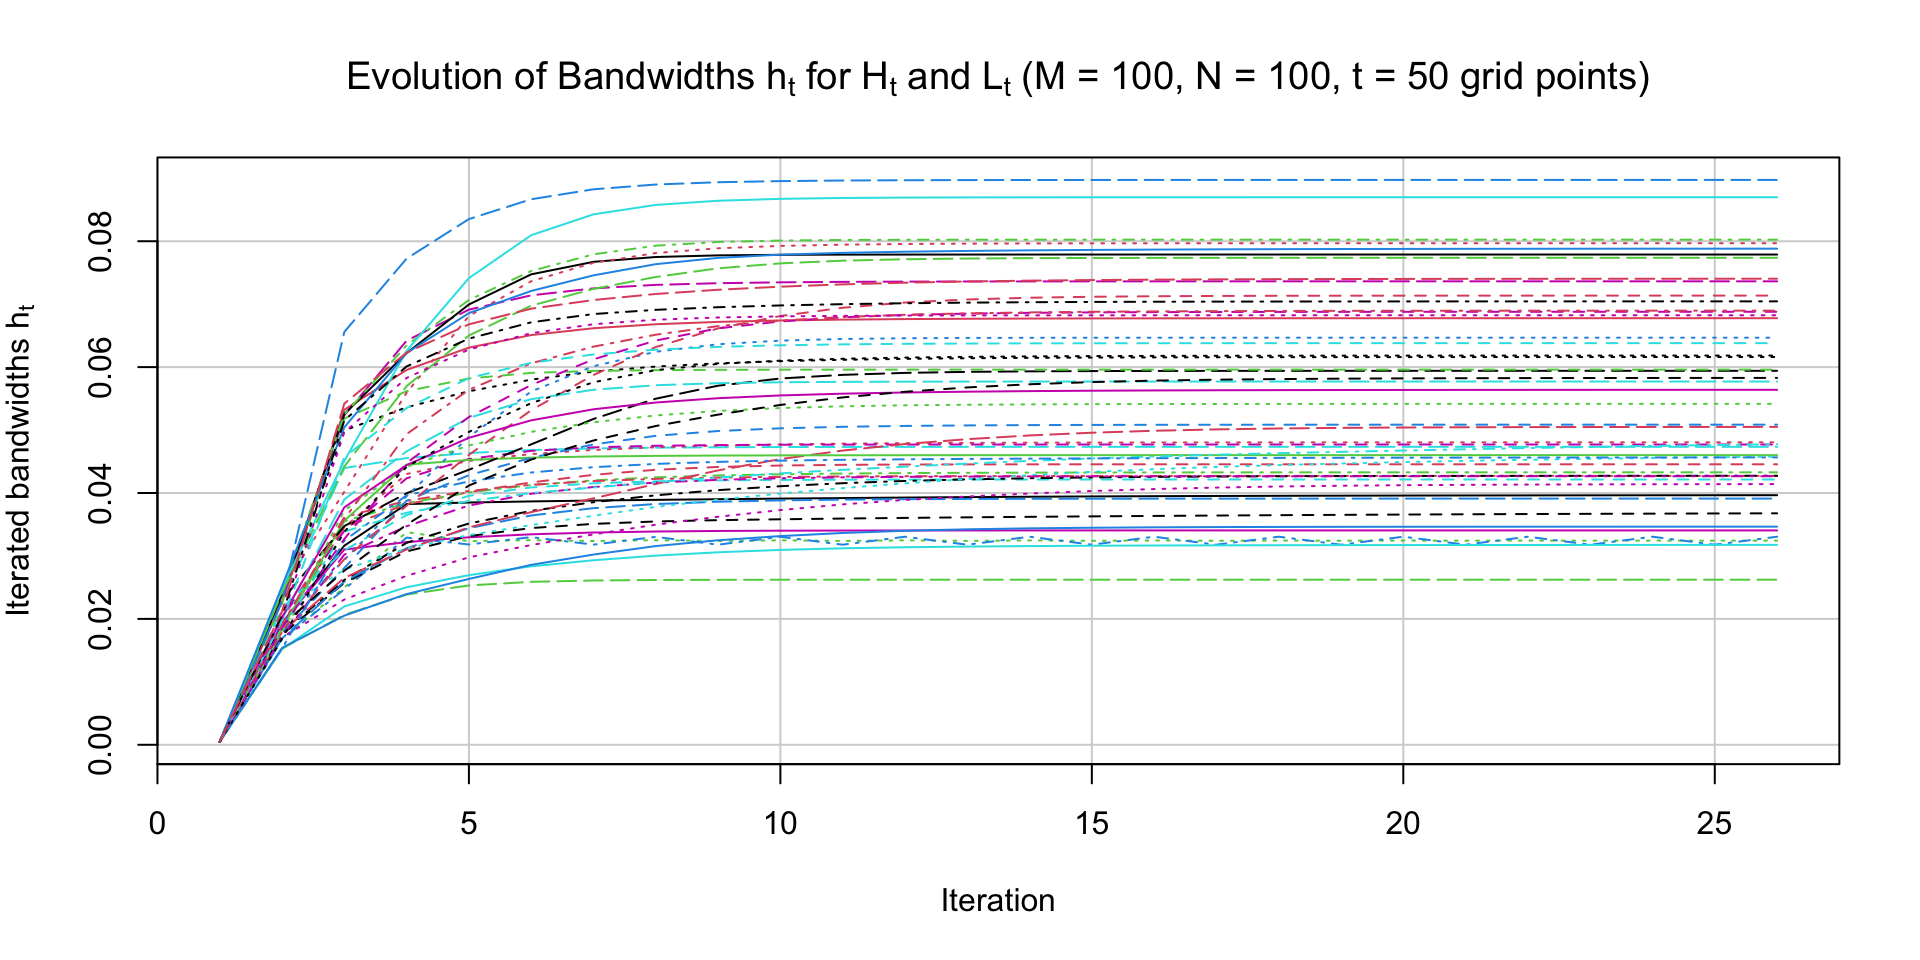 Evolution of Bandwidths hₜ for Hₜ and Lₜ (M = 100, N = 100, t = 50 grid points)
Iterated bandwidths hₜ
0.08
0.06
0.04
0.02
0.00
0 5 10 15 20 25
Iteration